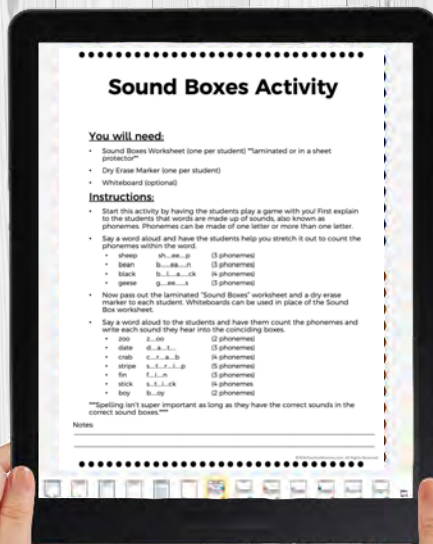 Sound Boxes Activity
You will need:
• Sound Boxes Worksheet (one per student) **laminated or in a sheet
protector**
• Dry Erase Marker (one per student)
• Whiteboard (optional)
Instructions:
• Start this activity by having the students play a game with you! First explain
to the students that words are made up of sounds, also known as
phonemes. Phonemes can be made of one letter or more than one letter.
• Say a word aloud and have the students help you stretch it out to count the
phonemes within the word.
• sheep sh...ee...p (3 phonemes)
• bean b......ea....n (3 phonemes)
• black b...l...a.....ck (4 phonemes)
• geese g....ee.....s (3 phonemes)
• Now pass out the laminated "Sound Boxes" worksheet and a dry erase
marker to each student. Whiteboards can be used in place of the Sound
Box worksheet.
• Say a word aloud to the students and have them count the phonemes and
write each sound they hear into the coinciding boxes.
• zoo z....oo (2 phonemes)
• date d...a...t... (3 phonemes)
• crab c...r...a...b (4 phonemes)
• stripe s...t...r...i...p (5 phonemes)
• fin f....i....n (3 phonemes)
• stick s...t...i....ck (4 phonemes
• boy b....oy (2 phonemes)
***Spelling isn't super important as long as they have the correct sounds in the
correct sound boxes.***
Notes:
All Rights Reserved